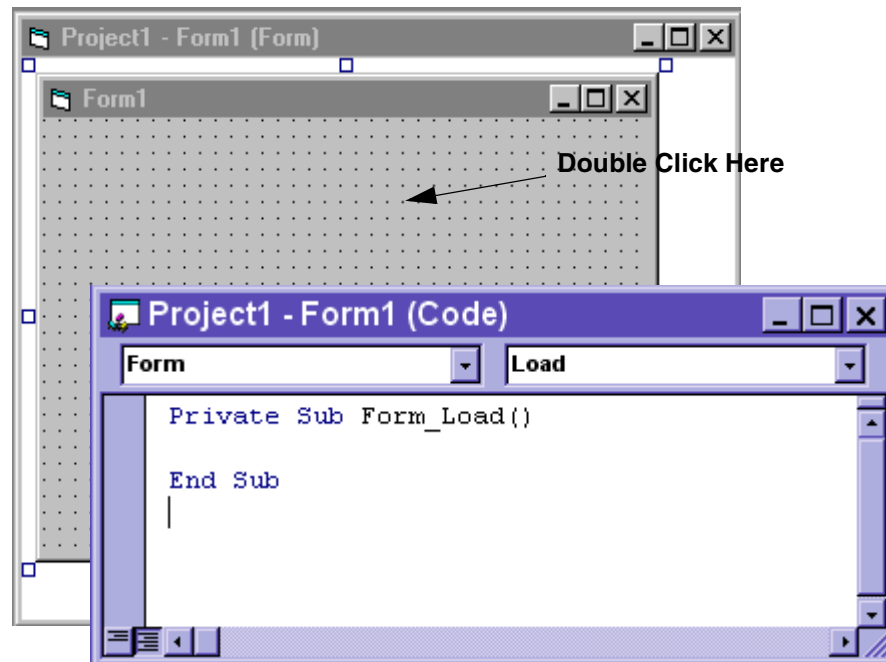 Project1 - Form1 (Form)
Form1
Double Click Here
Project1 - Form1 (Code)
Form
Load
Private Sub Form_Load()
End Sub